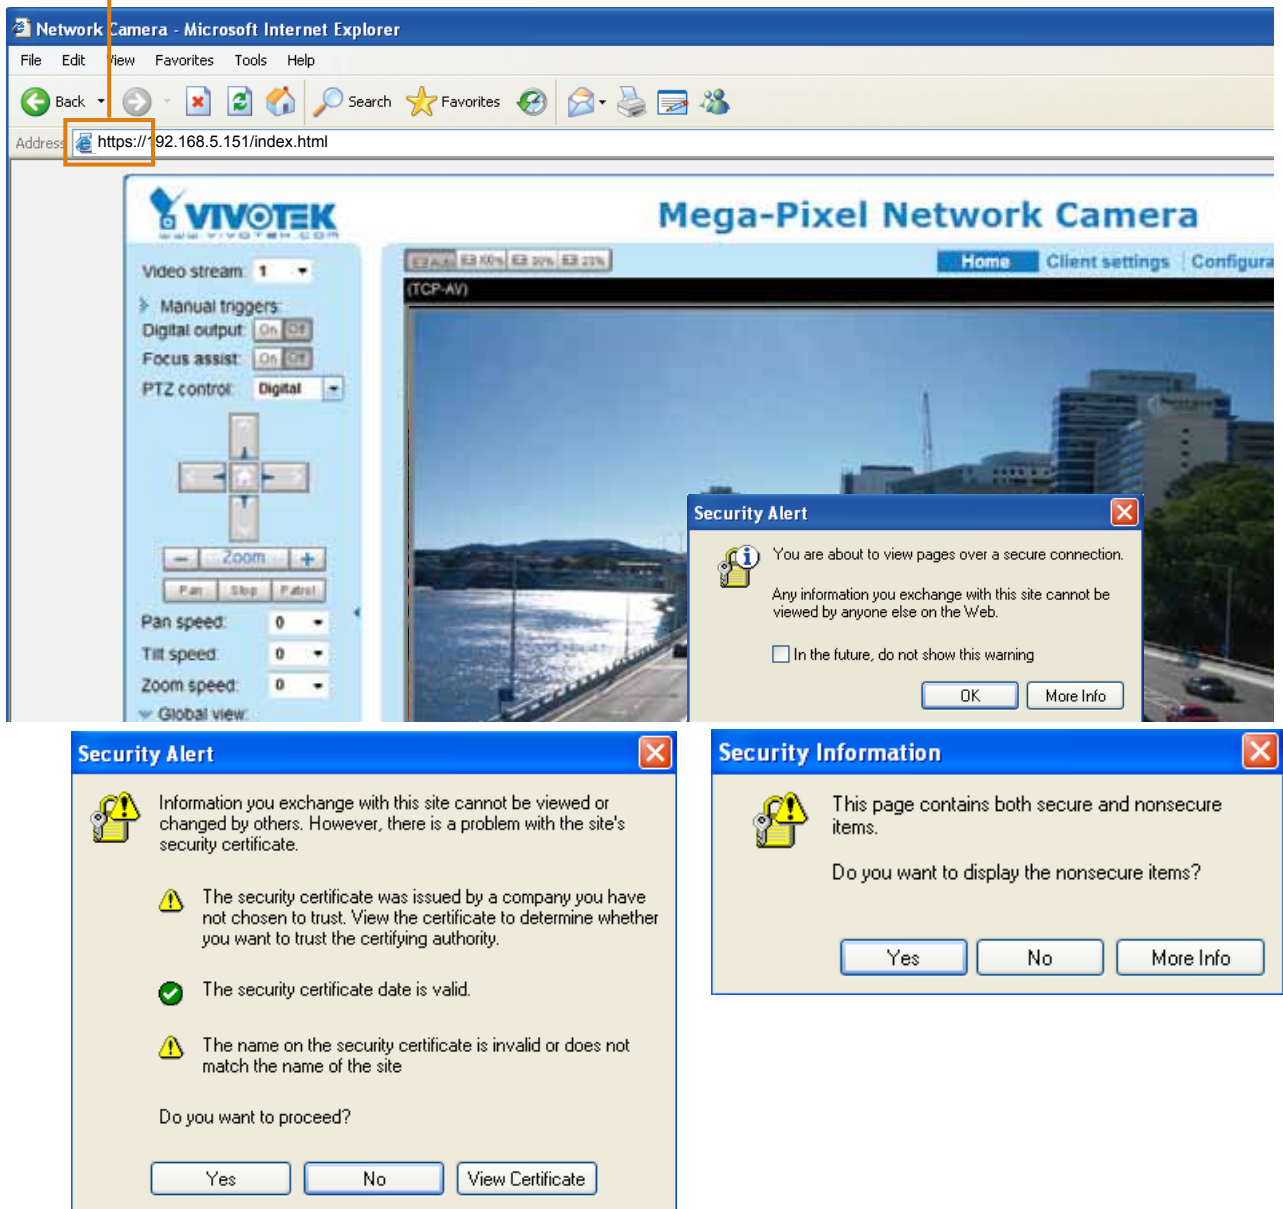 Network Camera - Microsoft Internet Explorer
File Edit View Favorites Tools Help
Back Search Favorites
Address https://192.168.5.151/index.html
VIVOTEK
WWW.VIVOTEK.COM
Mega-Pixel Network Camera
Video stream: 1
Auto 100% 50% 25%
Home Client settings Configura
(TCP-AV)
Manual triggers:
Digital output: On Off
Focus assist: On Off
PTZ control: Digital
Zoom
Pan Stop Patrol
Pan speed: 0
Tilt speed: 0
Zoom speed: 0
Global view:
Security Alert
You are about to view pages over a secure connection.
Any information you exchange with this site cannot be
viewed by anyone else on the Web.
In the future, do not show this warning
OK More Info
Security Alert
Information you exchange with this site cannot be viewed or
changed by others. However, there is a problem with the site's
security certificate.
The security certificate was issued by a company you have
not chosen to trust. View the certificate to determine whether
you want to trust the certifying authority.
The security certificate date is valid.
The name on the security certificate is invalid or does not
match the name of the site
Do you want to proceed?
Yes No View Certificate
Security Information
This page contains both secure and nonsecure
items.
Do you want to display the nonsecure items?
Yes No More Info